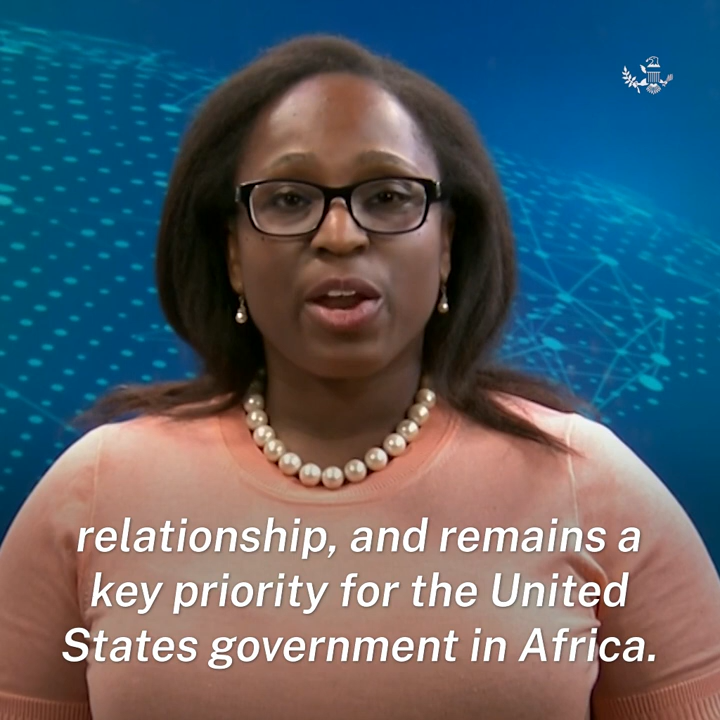 relationship, and remains a
key priority for the United
States government in Africa.